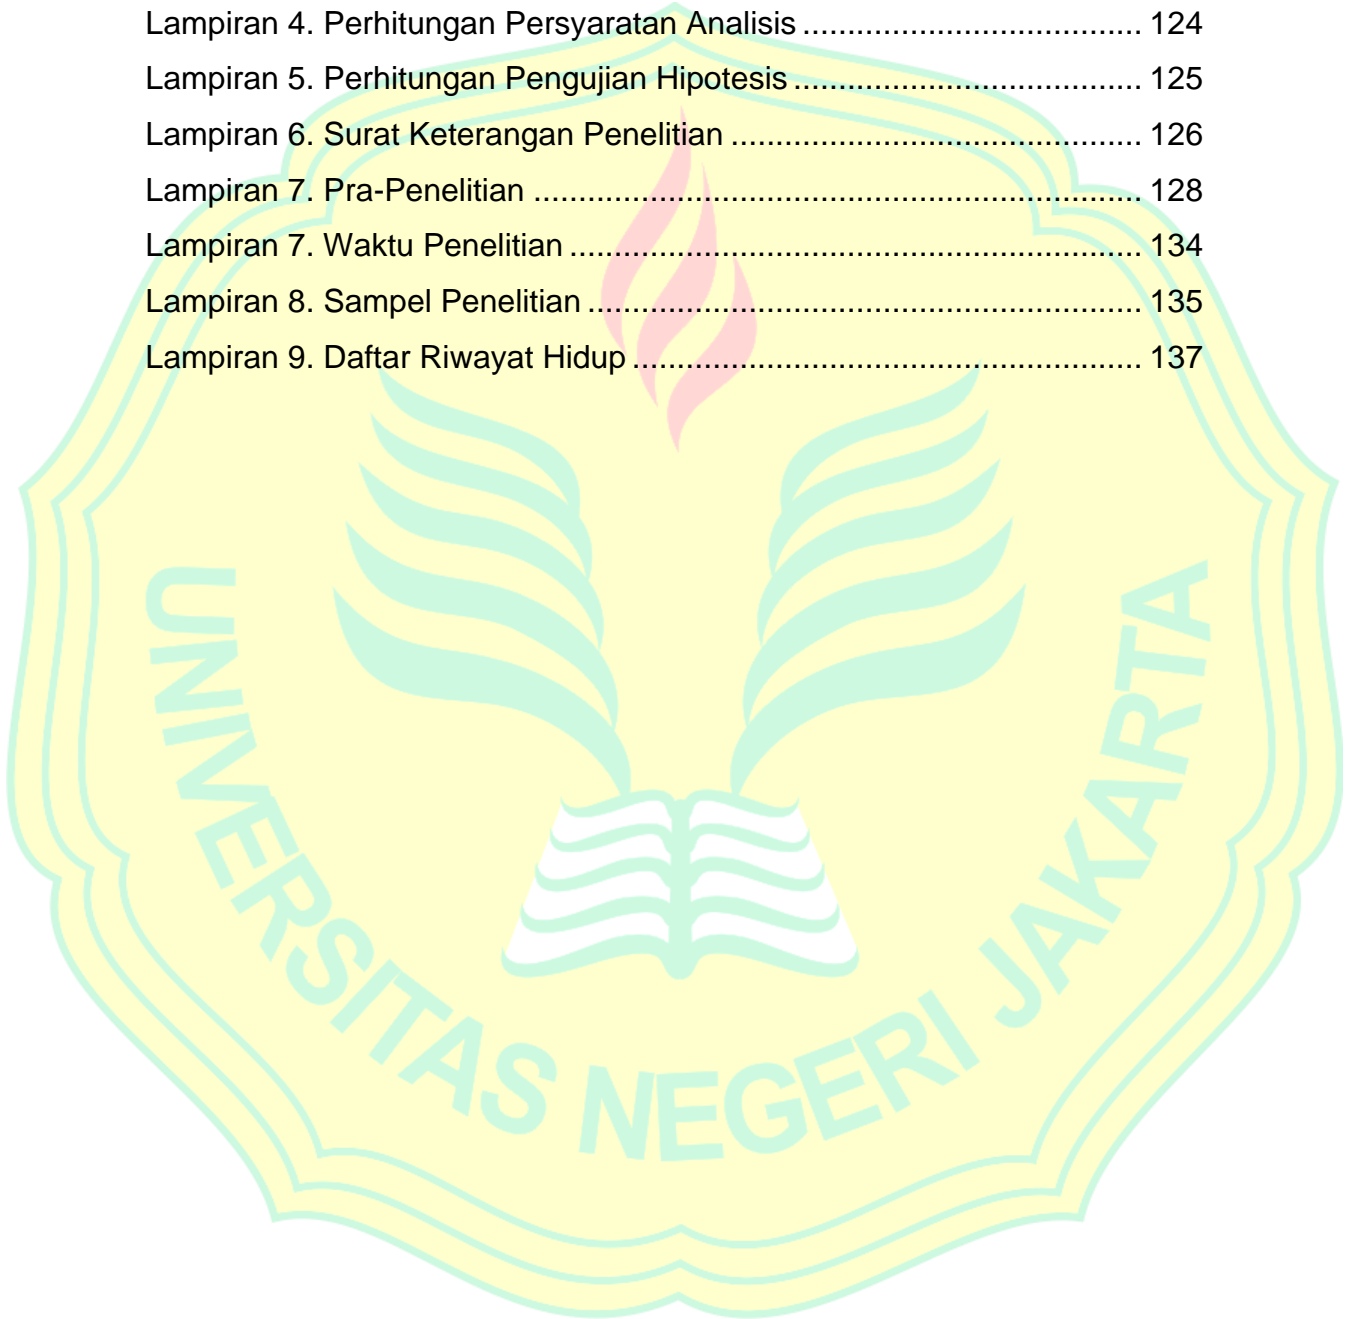 Lampiran 4. Perhitungan Persyaratan Analisis ...................................... 124
Lampiran 5. Perhitungan Pengujian Hipotesis ....................................... 125
Lampiran 6. Surat Keterangan Penelitian .............................................. 126
Lampiran 7. Pra-Penelitian .................................................................... 128
Lampiran 7. Waktu Penelitian ................................................................ 134
Lampiran 8. Sampel Penelitian .............................................................. 135
Lampiran 9. Daftar Riwayat Hidup ......................................................... 137
UNIVERSITAS NEGERI JAKARTA